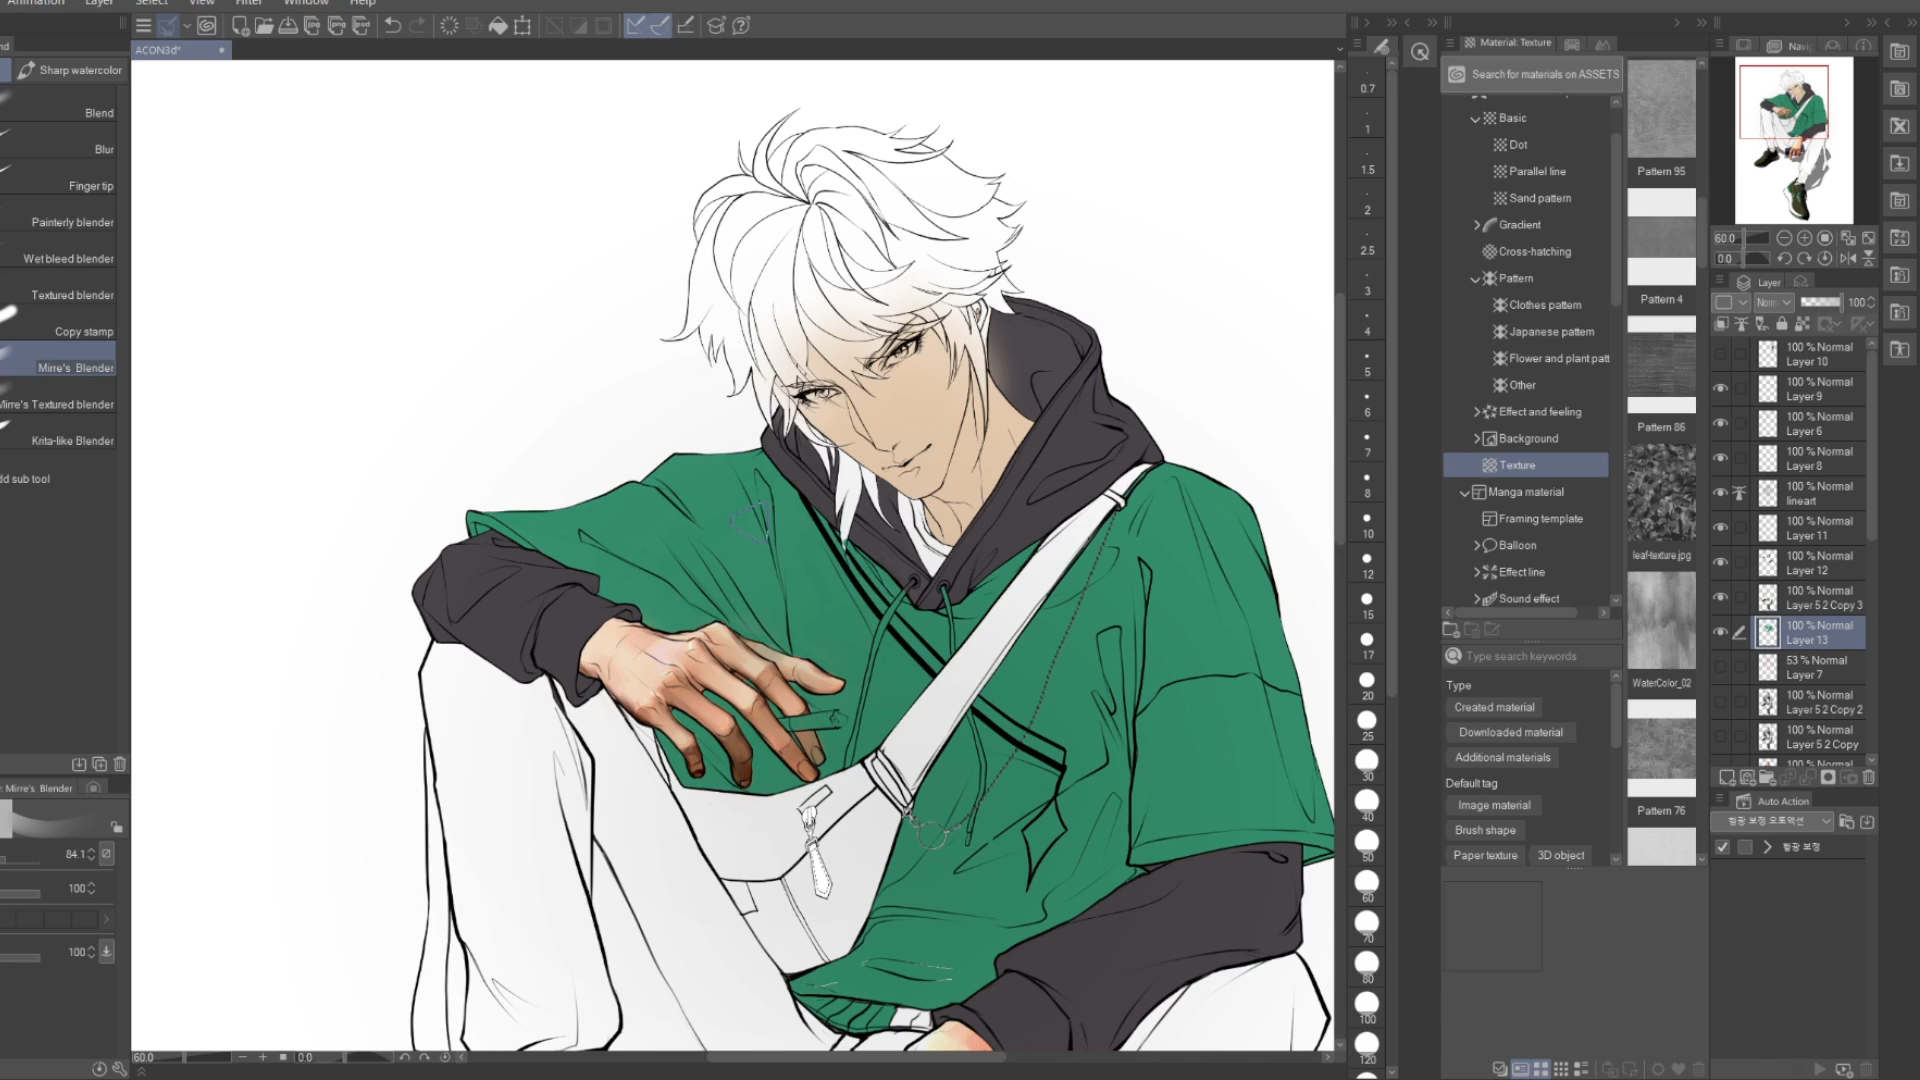 Animation Layer Select View Filter Window Help
ACON3d*
Sharp watercolor
Blend
Blur
Finger tip
Painterly blender
Wet bleed blender
Textured blender
Copy stamp
Mirre's Blender
Mirre's Textured blender
Krita-like Blender
dd sub tool
Mirre's Blender
84.1
100
100
60.0
0.0
0.7
1
1.5
2
2.5
3
4
5
6
7
8
10
12
15
17
20
25
30
40
50
60
70
80
100
120
Material: Texture
Search for materials on ASSETS
Basic
Dot
Parallel line
Sand pattern
Gradient
Cross-hatching
Pattern
Clothes pattern
Japanese pattern
Flower and plant patt
Other
Effect and feeling
Background
Texture
Manga material
Framing template
Balloon
Effect line
Sound effect
Type search keywords
Type
Created material
Downloaded material
Additional materials
Default tag
Image material
Brush shape
Paper texture 3D object
Pattern 95
Pattern 4
Pattern 86
leaf-texture.jpg
WaterColor_02
Pattern 76
Navi
60.0
0.0
Layer
Norm
100
100 % Normal
Layer 10
100 % Normal
Layer 9
100 % Normal
Layer 6
100 % Normal
Layer 8
100 % Normal
lineart
100 % Normal
Layer 11
100 % Normal
Layer 12
100 % Normal
Layer 5 2 Copy 3
100 % Normal
Layer 13
53 % Normal
Layer 7
100 % Normal
Layer 5 2 Copy 2
100 % Normal
Layer 5 2 Copy
100 % Normal
Auto Action
형광 보정 오토액션
형광 보정